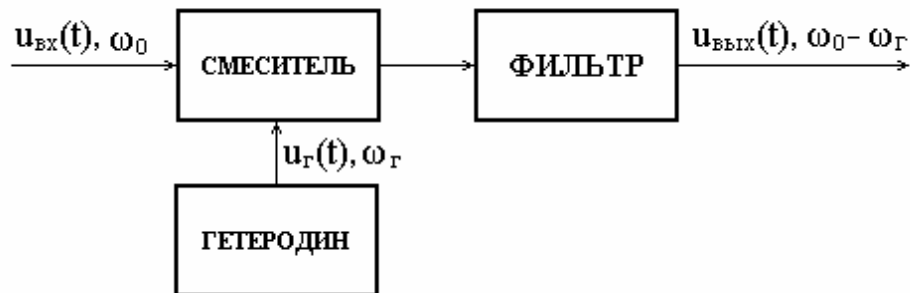 uвх(t), ω0
СМЕСИТЕЛЬ
ФИЛЬТР
uвых(t), ω0- ωГ
uГ(t), ωГ
ГЕТЕРОДИН